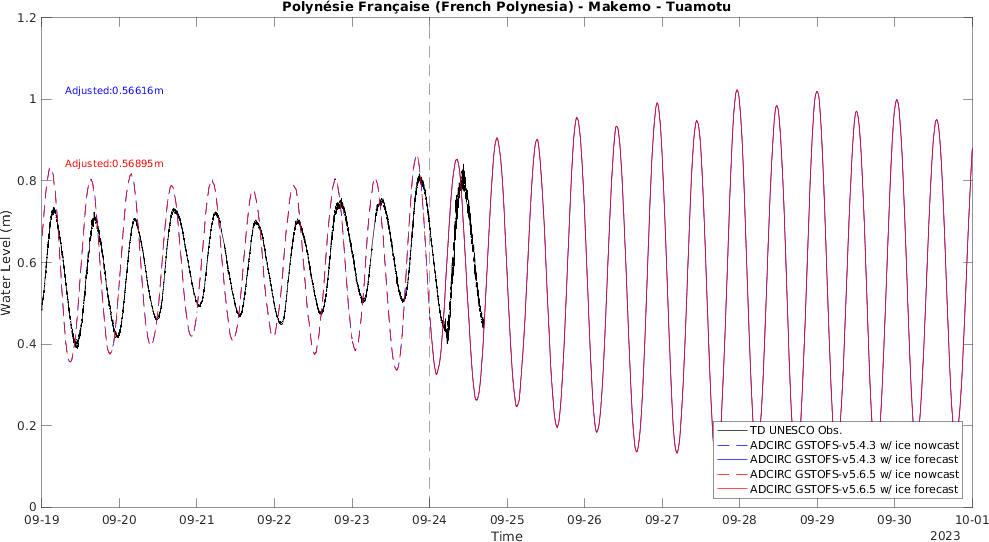 Polynésie Française (French Polynesia) - Makemo - Tuamotu
1.2
1
0.8
0.6
0.4
0.2
0
Water Level (m)
Adjusted:0.56616m
Adjusted:0.56895m
TD UNESCO Obs.
ADCIRC GSTOFS-v5.4.3 w/ ice nowcast
ADCIRC GSTOFS-v5.4.3 w/ ice forecast
ADCIRC GSTOFS-v5.6.5 w/ ice nowcast
ADCIRC GSTOFS-v5.6.5 w/ ice forecast
09-19 09-20 09-21 09-22 09-23 09-24 09-25 09-26 09-27 09-28 09-29 09-30 10-01
Time
2023